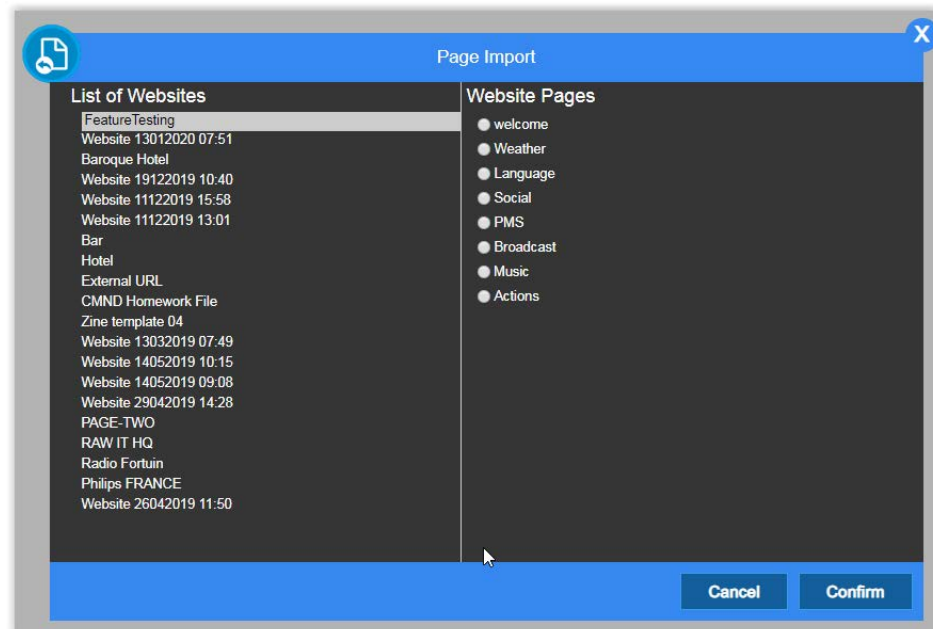 X
Page Import
List of Websites
FeatureTesting
Website 13012020 07:51
Baroque Hotel
Website 19122019 10:40
Website 11122019 15:58
Website 11122019 13:01
Bar
Hotel
External URL
CMND Homework File
Zine template 04
Website 13032019 07:49
Website 14052019 10:15
Website 14052019 09:08
Website 29042019 14:28
PAGE-TWO
RAW IT HQ
Radio Fortuin
Philips FRANCE
Website 26042019 11:50
Website Pages
welcome
Weather
Language
Social
PMS
Broadcast
Music
Actions
Cancel
Confirm